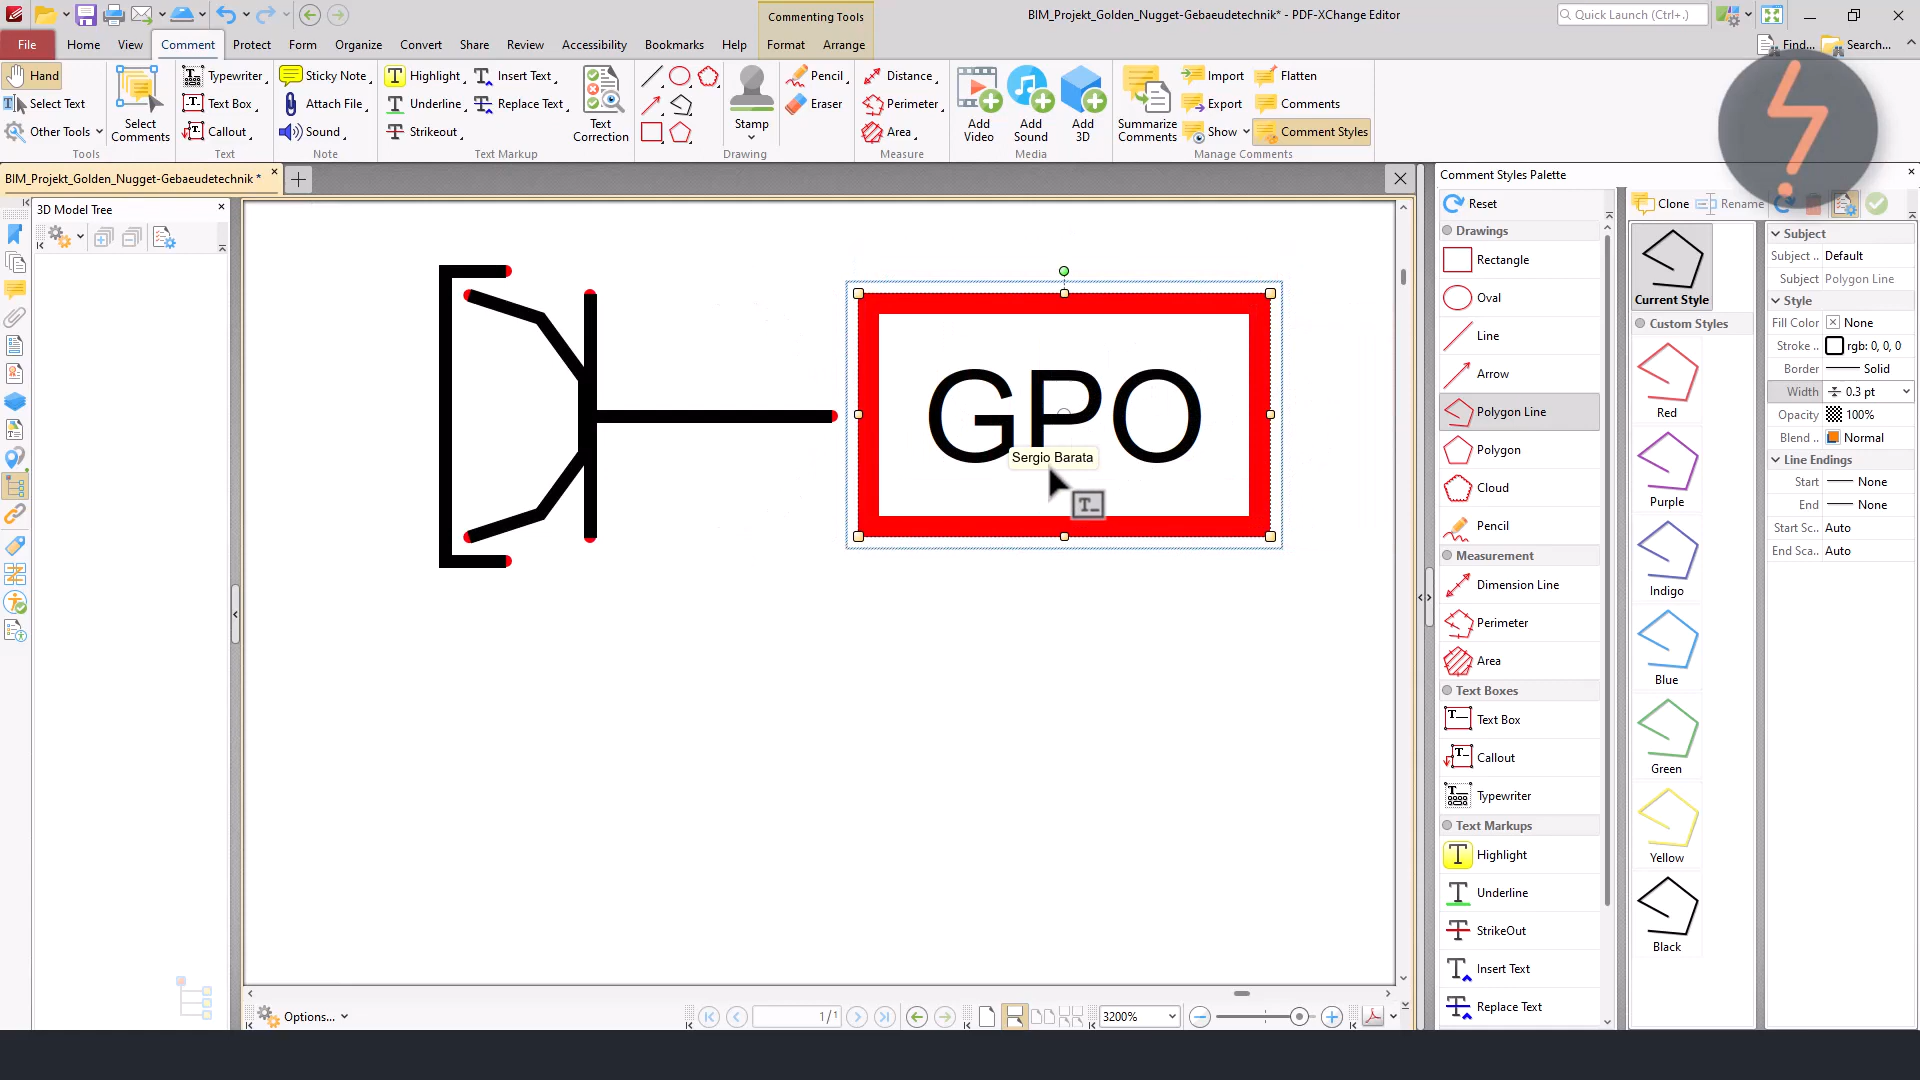 Commenting Tools
BIM_Projekt_Golden_Nugget-Gebaeudetechnik* - PDF-XChange Editor
Quick Launch (Ctrl+.)
File
Home
View
Comment
Protect
Form
Organize
Convert
Share
Review
Accessibility
Bookmarks
Help
Format
Arrange
Find...
Search...
Hand
Select Text
Other Tools
Tools
Select Comments
Typewriter
Text Box
Callout
Text
Sticky Note
Attach File
Sound
Note
Highlight
Underline
Strikeout
Insert Text
Replace Text
Text Markup
Text Correction
Drawing
Stamp
Pencil
Eraser
Distance
Perimeter
Area
Measure
Add Video
Add Sound
Add 3D
Media
Summarize Comments
Import
Export
Show
Flatten
Comments
Comment Styles
Manage Comments
BIM_Projekt_Golden_Nugget-Gebaeudetechnik *
3D Model Tree
GPO
Sergio Barata
Options...
1/1
3200%
Comment Styles Palette
Reset
Drawings
Rectangle
Oval
Line
Arrow
Polygon Line
Polygon
Cloud
Pencil
Measurement
Dimension Line
Perimeter
Area
Text Boxes
Text Box
Callout
Typewriter
Text Markups
Highlight
Underline
StrikeOut
Insert Text
Replace Text
Clone
Rename
Current Style
Custom Styles
Red
Purple
Indigo
Blue
Green
Yellow
Black
Subject
Subject .. Default
Subject Polygon Line
Style
Fill Color None
Stroke .. rgb: 0, 0, 0
Border Solid
Width 0.3 pt
Opacity 100%
Blend .. Normal
Line Endings
Start None
End None
Start Sc.. Auto
End Sca.. Auto